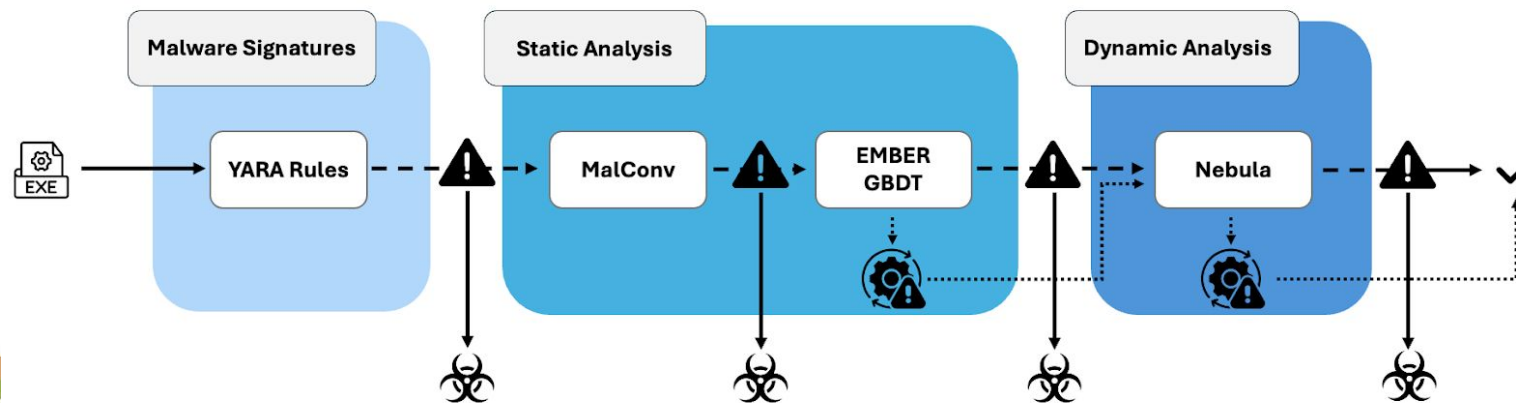 Malware Signatures
Static Analysis
Dynamic Analysis
EXE
YARA Rules
MalConv
EMBER
GBDT
Nebula